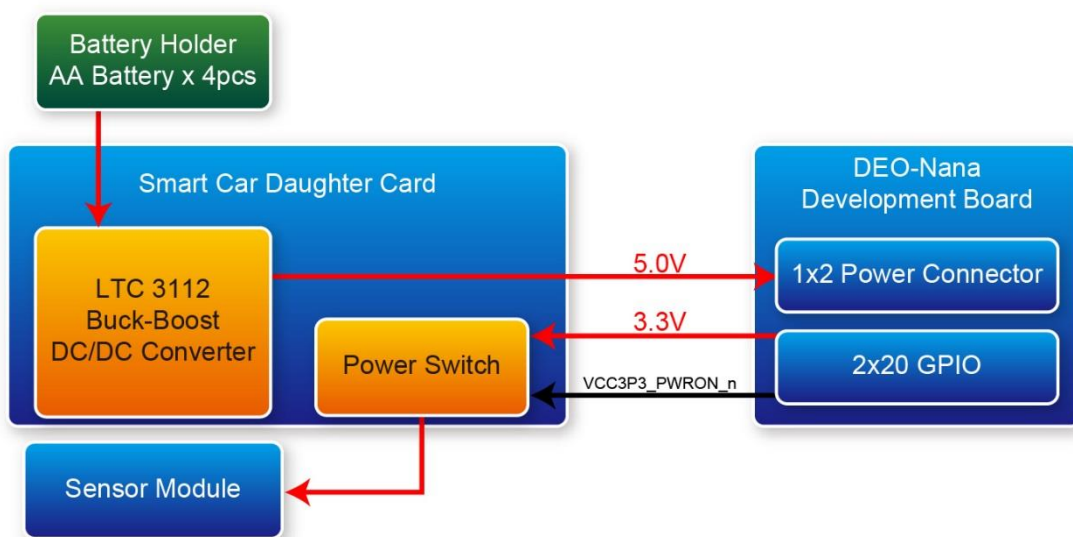 Battery Holder
AA Battery x 4pcs
Smart Car Daughter Card
LTC 3112
Buck-Boost
DC/DC Converter
Power Switch
Sensor Module
5.0V
3.3V
VCC3P3_PWRON_n
DEO-Nana
Development Board
1x2 Power Connector
2x20 GPIO